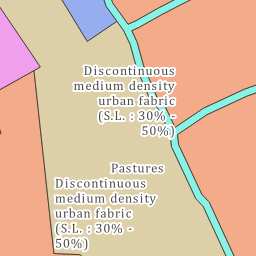 Discontinuous
medium density
urban fabric
(S.L. : 30% -
50%)
Pastures
Discontinuous
medium density
urban fabric
(S.L. : 30% -
50%)